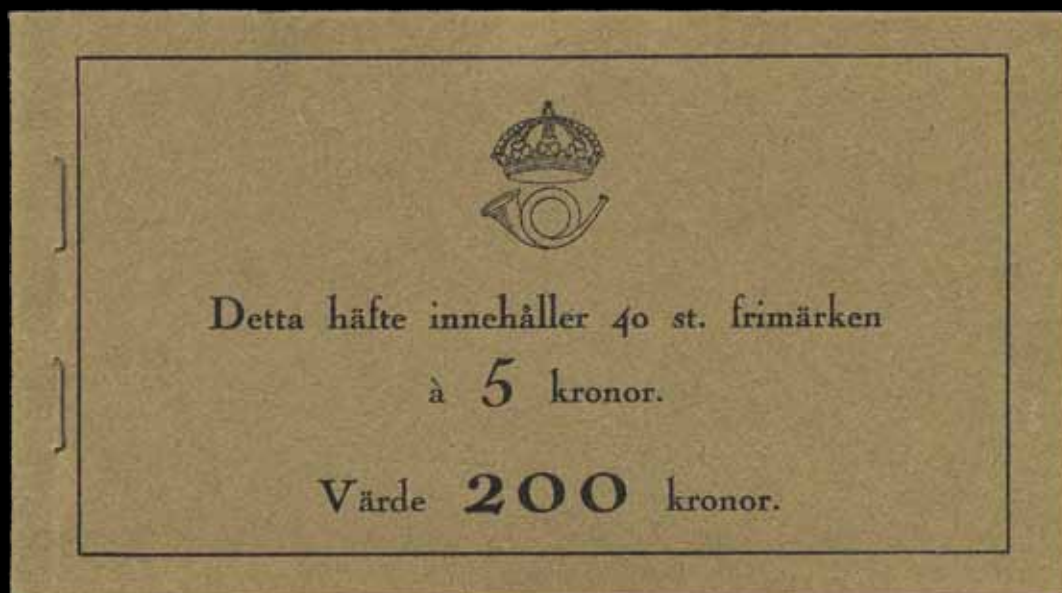 Detta häfte innehåller 40 st. frimärken
à 5 kronor.
Värde 200 kronor.